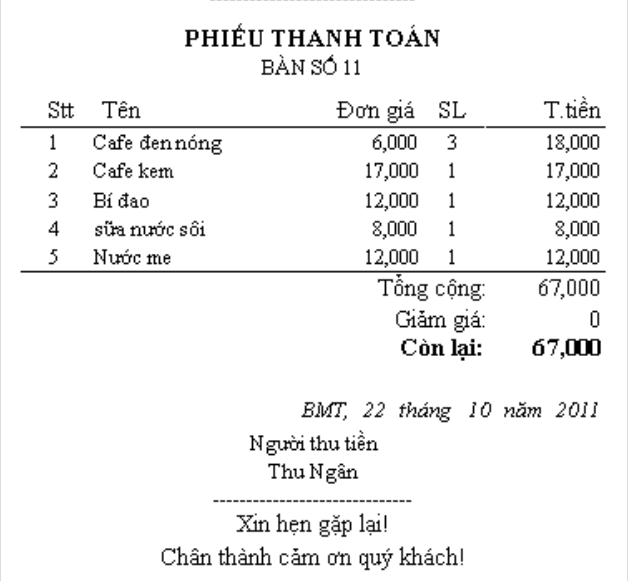 PHIẾU THANH TOÁN
BÀN SỐ 11
Stt Tên Đơn giá SL T.tiền
1 Cafe đen nóng 6,000 3 18,000
2 Cafe kem 17,000 1 17,000
3 Bí đao 12,000 1 12,000
4 sữa nước sôi 8,000 1 8,000
5 Nước me 12,000 1 12,000
Tổng cộng: 67,000
Giảm giá: 0
Còn lại: 67,000
BMT, 22 tháng 10 năm 2011
Người thu tiền
Thu Ngân
------------------------------
Xin hẹn gặp lại!
Chân thành cảm ơn quý khách!